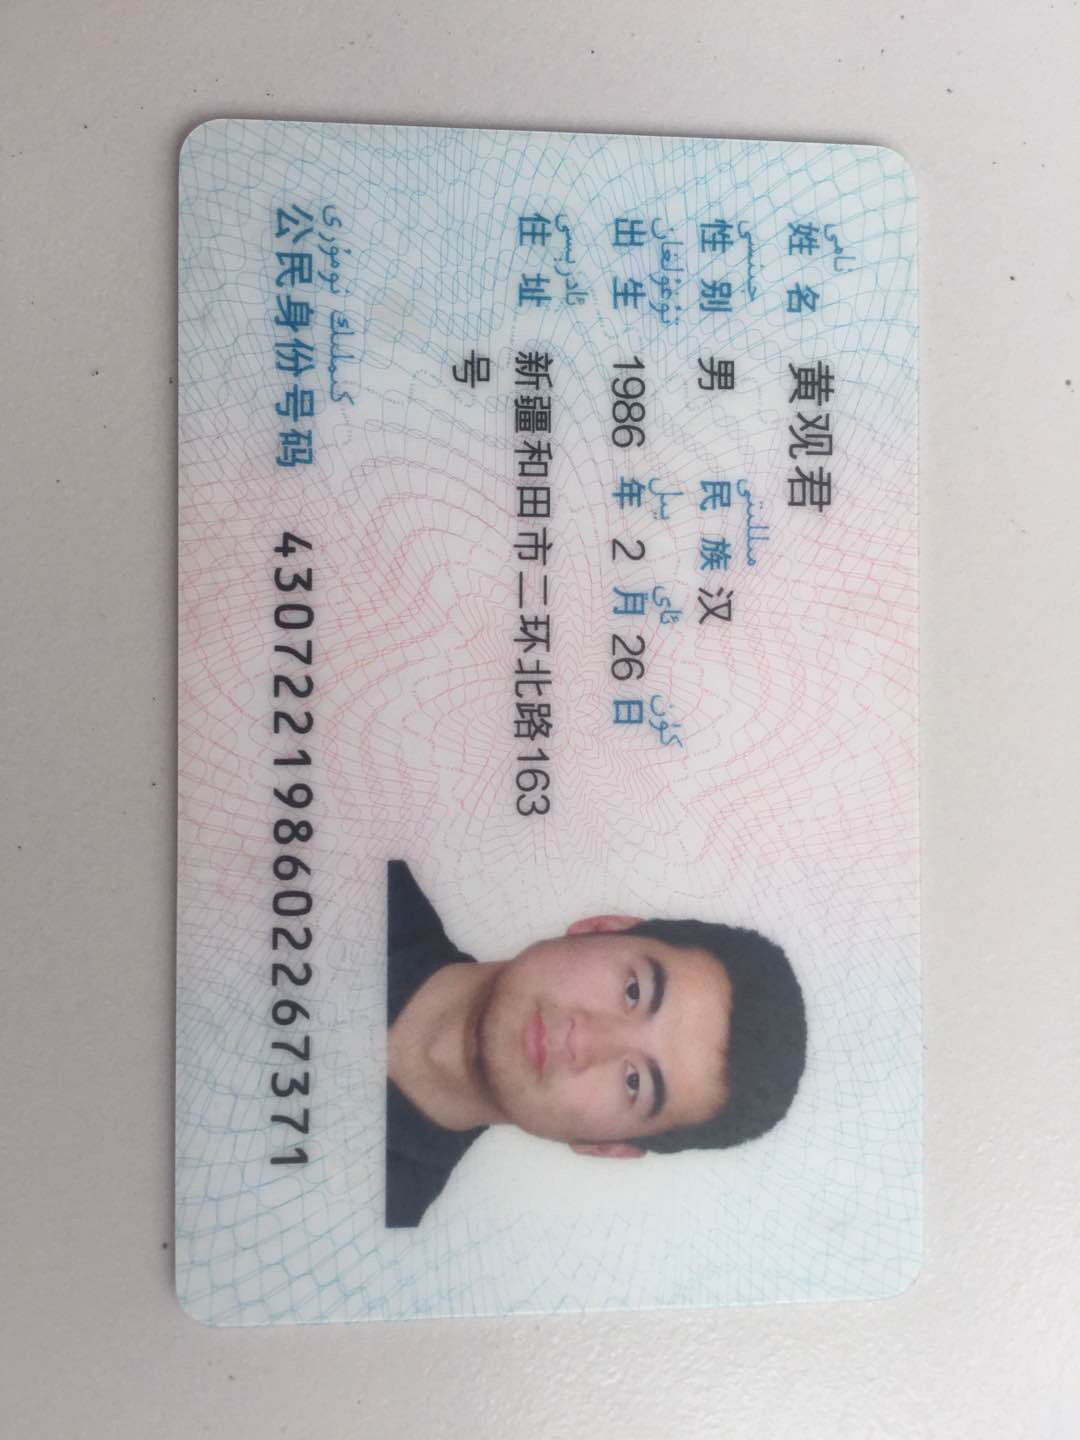 نامى
姓名 黄观君
جىنسى مىللىتى
性别 男 民族 汉
تۇغۇلغان يىل ئاي كۈن
出生 1986 年 2 月 26 日
ئادرېسى
住址 新疆和田市二环北路163
号
كىملىك نومۇرى
公民身份号码 430722198602267371